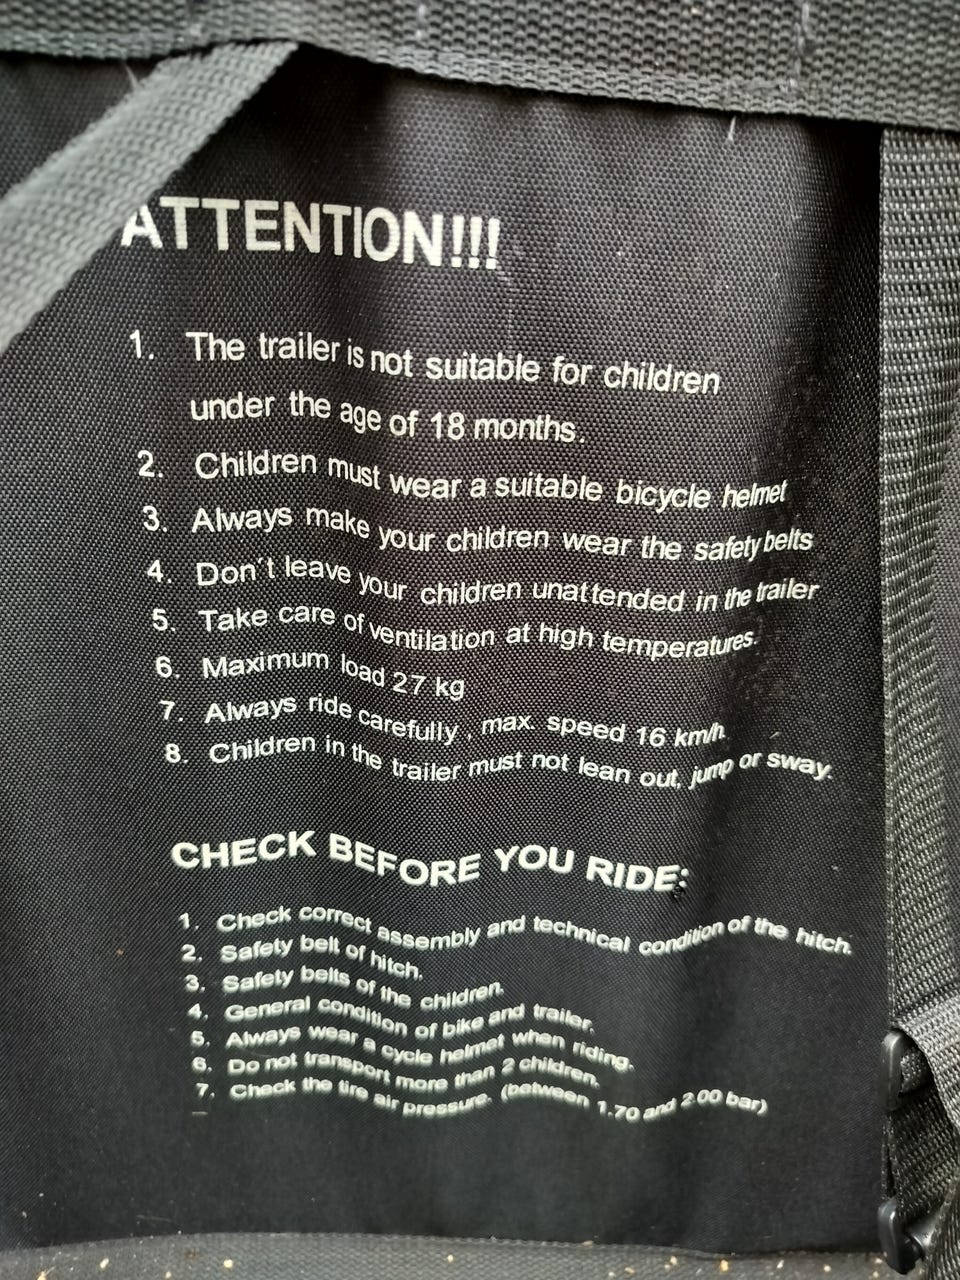 ATTENTION!!!
1. The trailer is not suitable for children
under the age of 18 months.
2. Children must wear a suitable bicycle helmet
3. Always make your children wear the safety belts
4. Don´t leave your children unattended in the trailer
5. Take care of ventilation at high temperatures.
6. Maximum load 27 kg
7. Always ride carefully , max. speed 16 km/h.
8. Children in the trailer must not lean out, jump or sway.
CHECK BEFORE YOU RIDE:
1. Check correct assembly and technical condition of the hitch.
2. Safety belt of hitch.
3. Safety belts of the children.
4. General condition of bike and trailer.
5. Always wear a cycle helmet when riding.
6. Do not transport more than 2 children.
7. Check the tire air pressure. (between 1.70 and 2.00 bar)